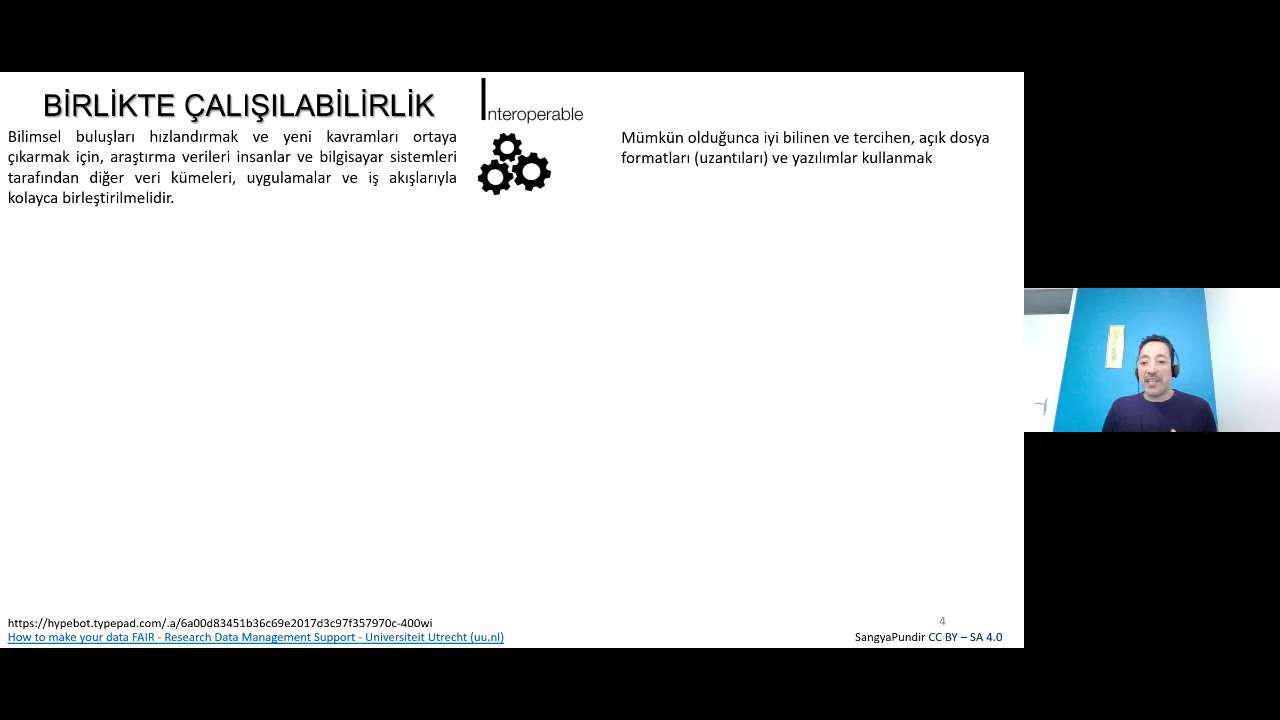 BİRLİKTE ÇALIŞILABİLİRLİK
Interoperable
Bilimsel buluşları hızlandırmak ve yeni kavramları ortaya
çıkarmak için, araştırma verileri insanlar ve bilgisayar sistemleri
tarafından diğer veri kümeleri, uygulamalar ve iş akışlarıyla
kolayca birleştirilmelidir.
Mümkün olduğunca iyi bilinen ve tercihen, açık dosya
formatları (uzantıları) ve yazılımlar kullanmak
https://hypebot.typepad.com/.a/6a00d83451b36c69e2017d3c97f357970c-400wi
How to make your data FAIR - Research Data Management Support - Universiteit Utrecht (uu.nl)
4
SangyaPundir CC BY – SA 4.0